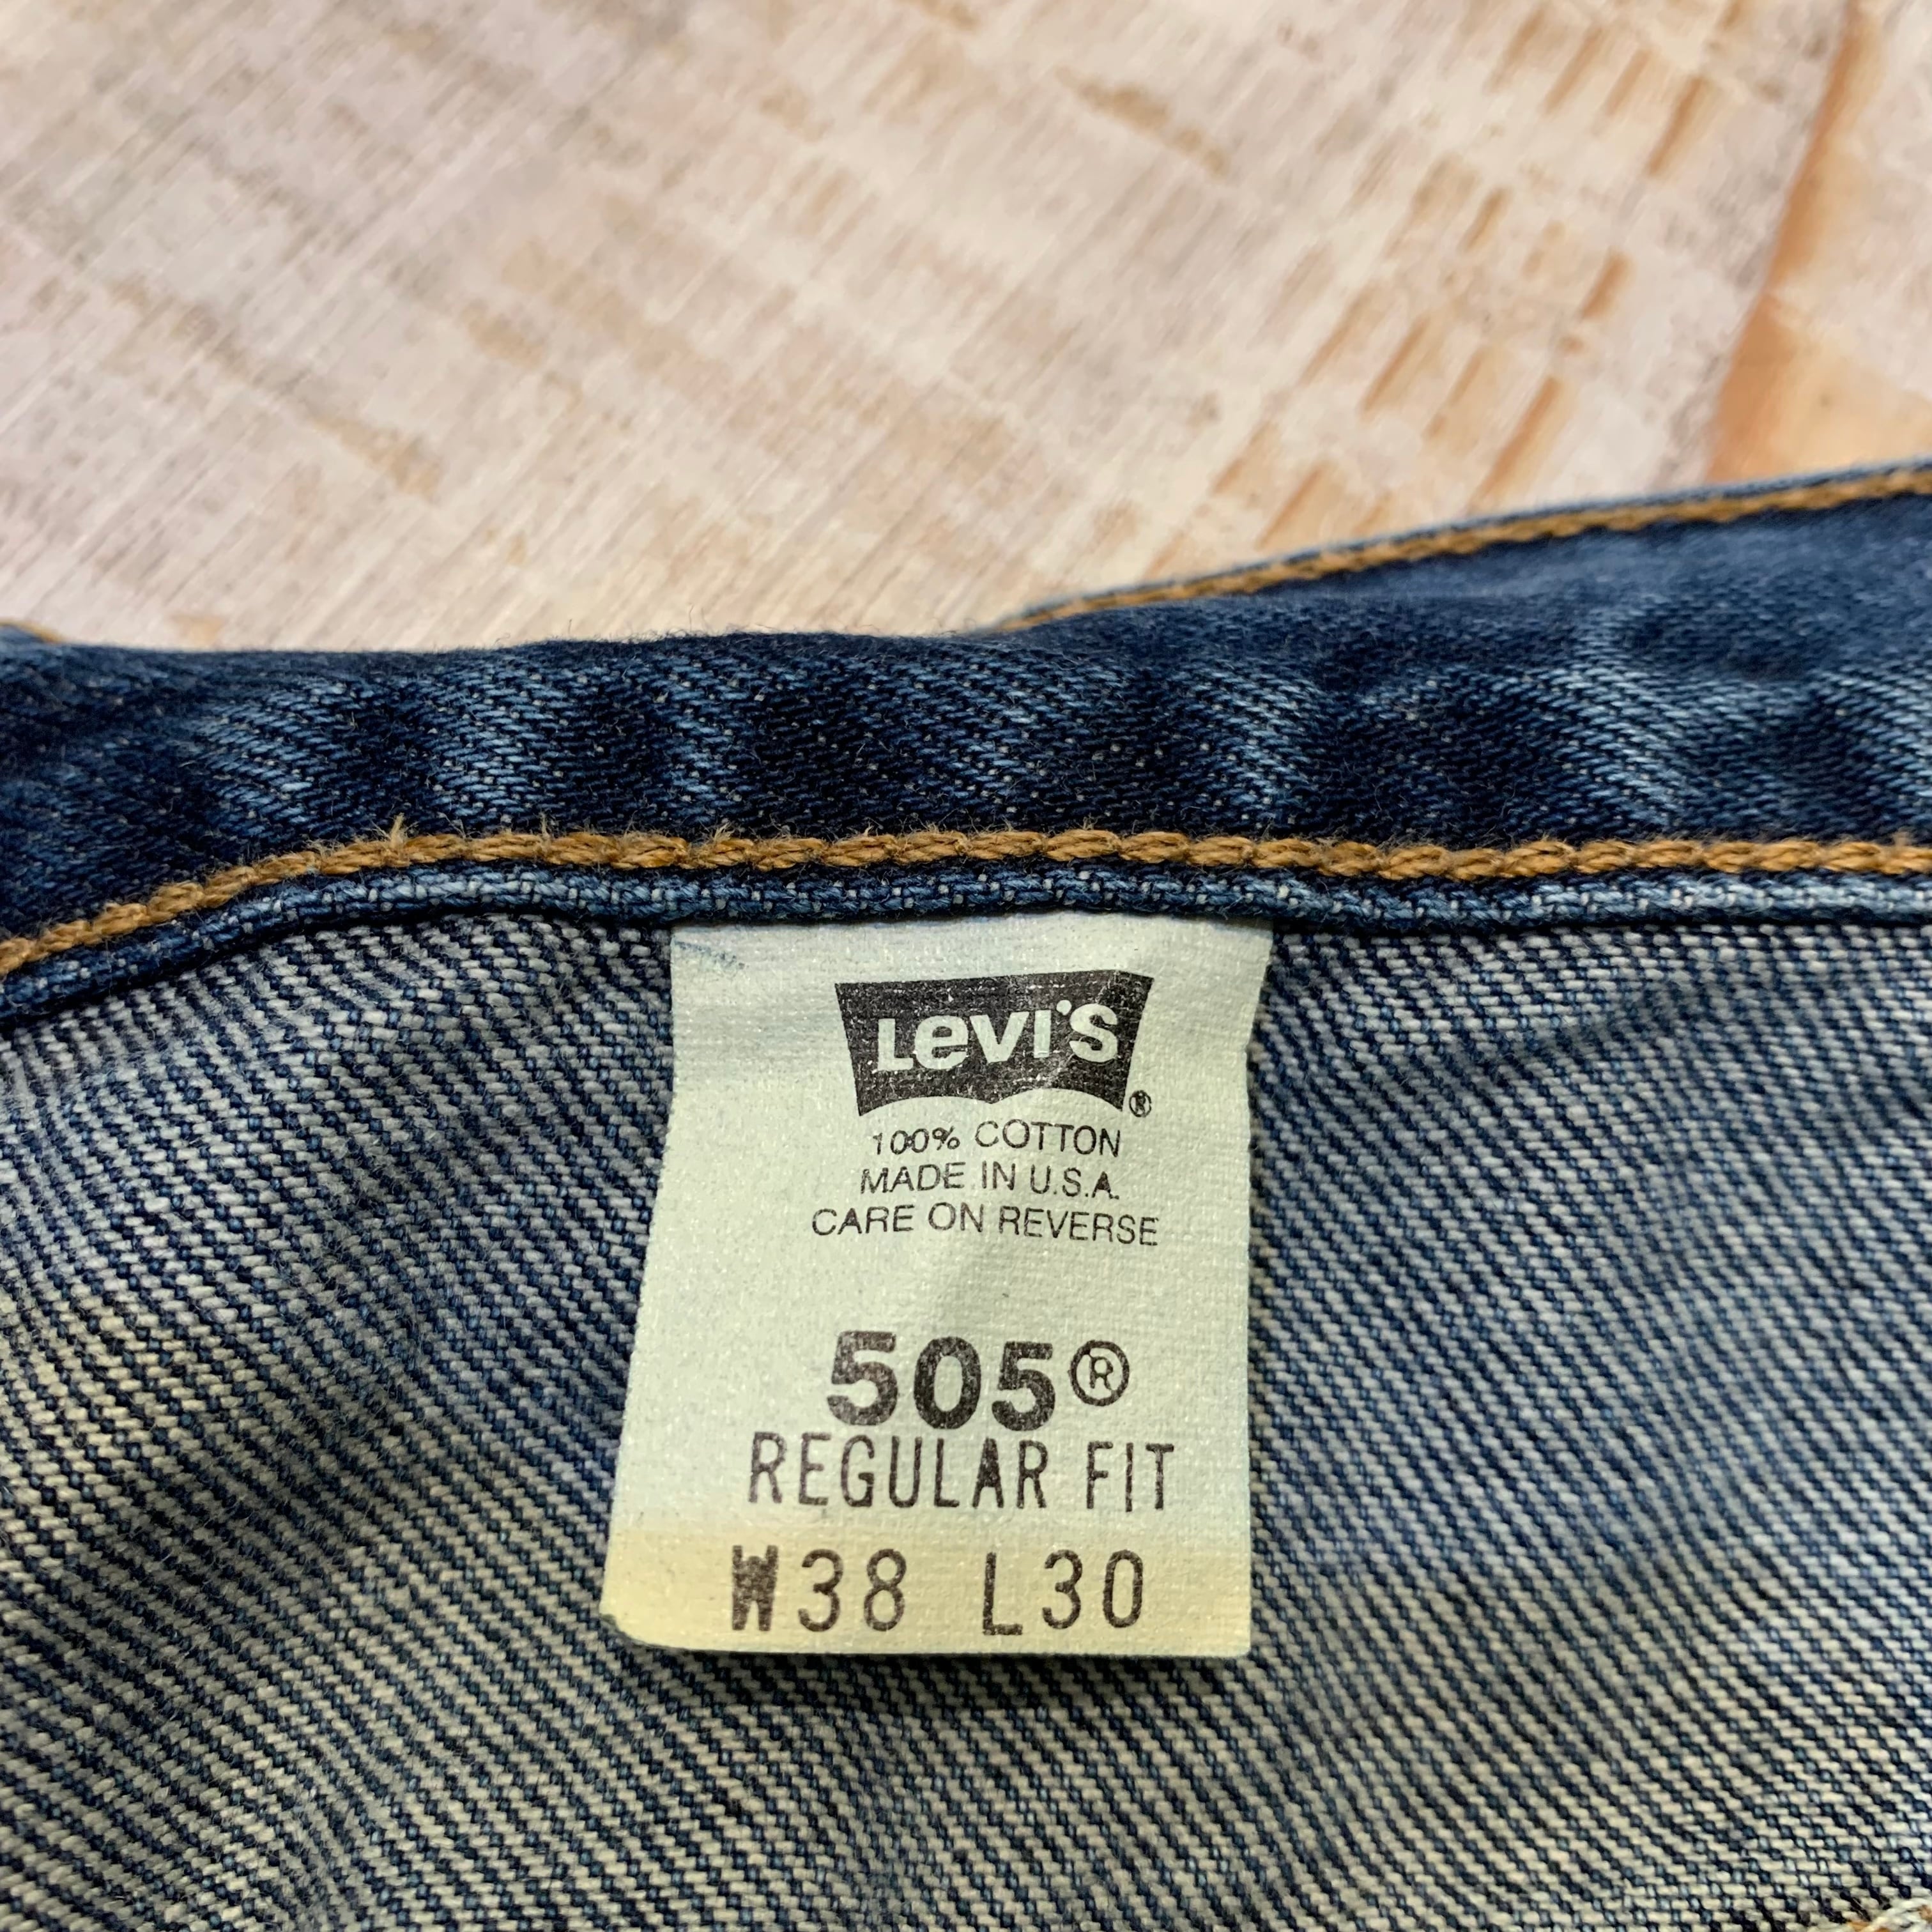 Levi's®
100% COTTON
MADE IN U.S.A.
CARE ON REVERSE
505®
REGULAR FIT
W38 L30